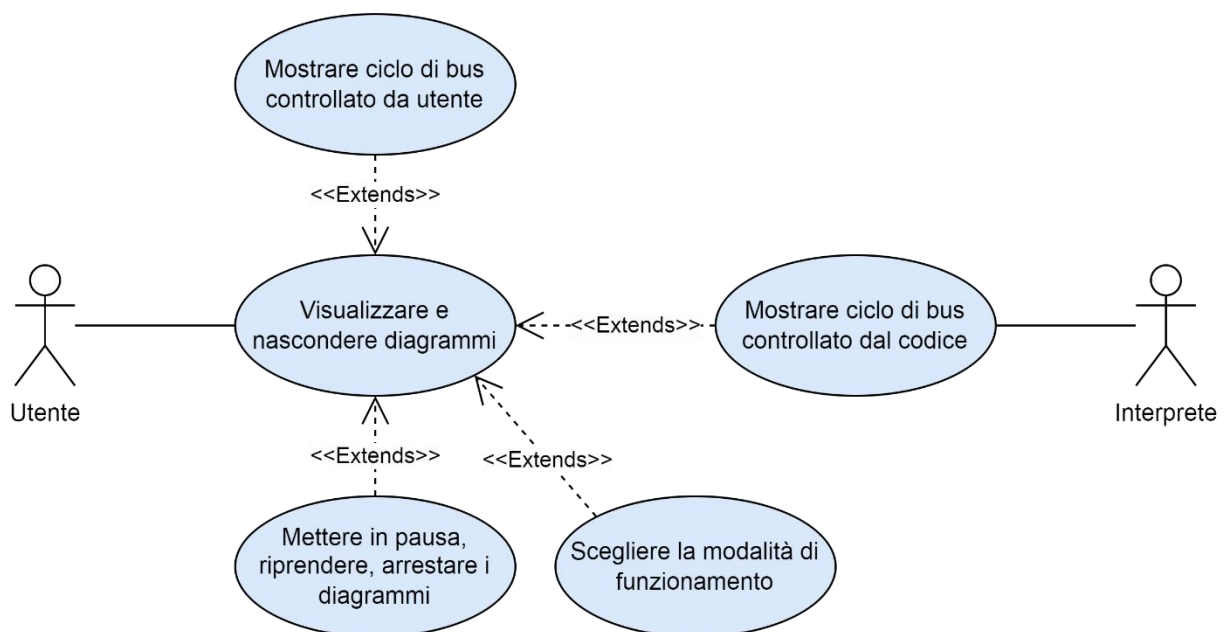 Mostrare ciclo di bus
controllato da utente
<<Extends>>
Utente
Visualizzare e
nascondere diagrammi
<<Extends>>
Mostrare ciclo di bus
controllato dal codice
Interprete
<<Extends>>
<<Extends>>
Mettere in pausa,
riprendere, arrestare i
diagrammi
Scegliere la modalità di
funzionamento